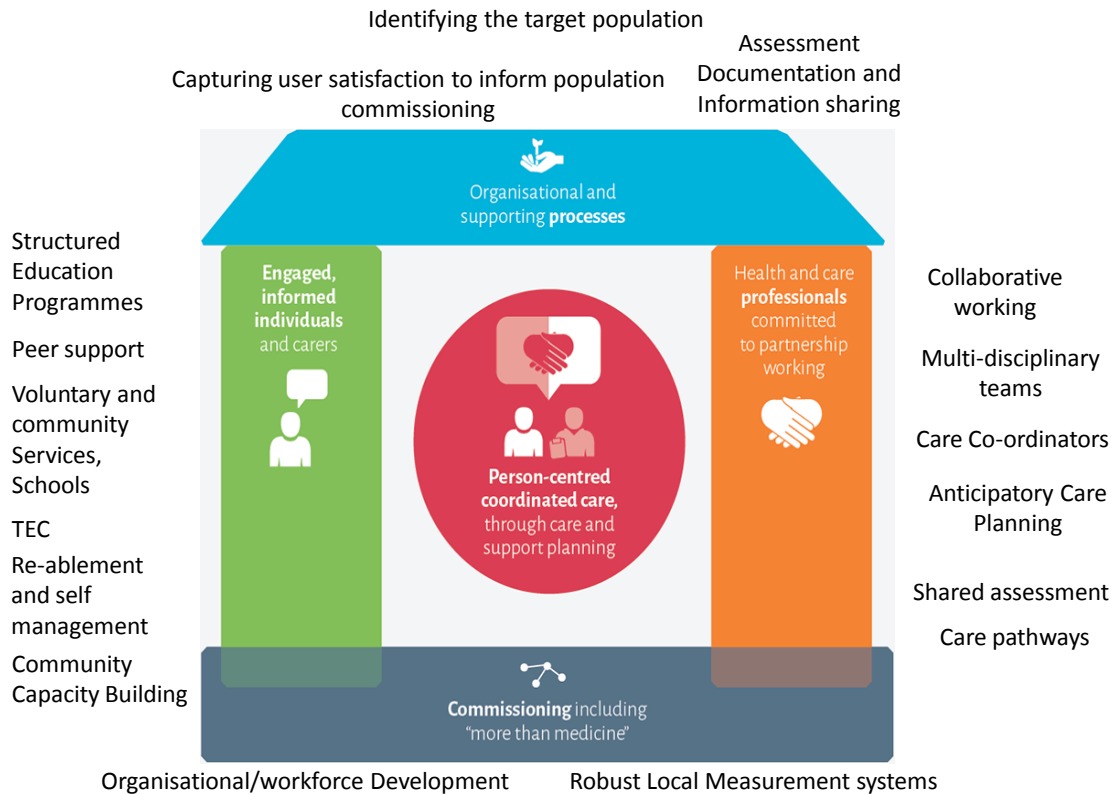 Identifying the target population
Assessment
Documentation and
Information sharing
Capturing user satisfaction to inform population
commissioning
Organisational and
supporting processes
Structured
Education
Programmes
Peer support
Voluntary and
community
Services,
Schools
TEC
Re-ablement
and self
management
Community
Capacity Building
Engaged,
informed
individuals
and carers
Person-centred
coordinated care,
through care and
support planning
Health and care
professionals
committed
to partnership
working
Collaborative
working
Multi-disciplinary
teams
Care Co-ordinators
Anticipatory Care
Planning
Shared assessment
Care pathways
Commissioning including
“more than medicine”
Organisational/workforce Development
Robust Local Measurement systems